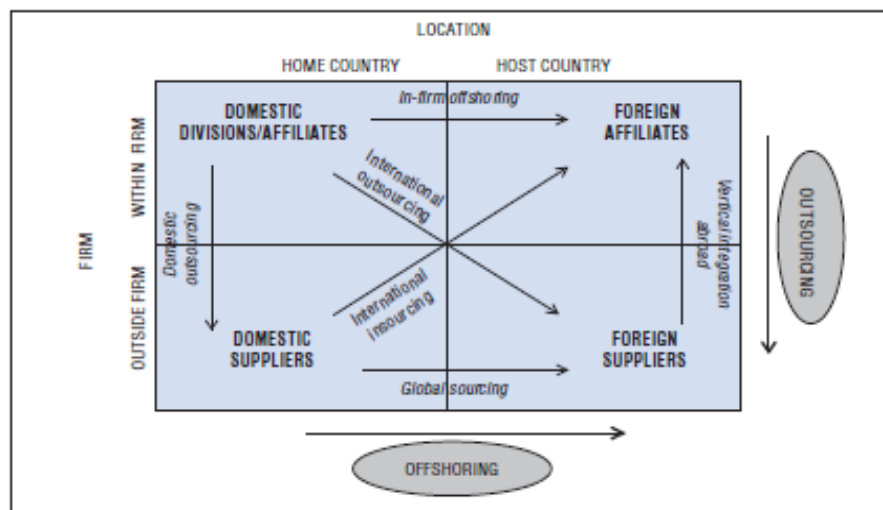 LOCATION
HOME COUNTRY
HOST COUNTRY
FIRM
WITHIN RRM
OUTSIDE FIRM
DOMESTIC
DIVISIONS/AFFILIATES
In-firm offshoring
FOREIGN
AFFILIATES
International
outsourcing
Domestic
outsourcing
Vertical integration
abroad
OUTSOURCING
International
insourcing
DOMESTIC
SUPPLIERS
FOREIGN
SUPPLIERS
Global sourcing
OFFSHORING